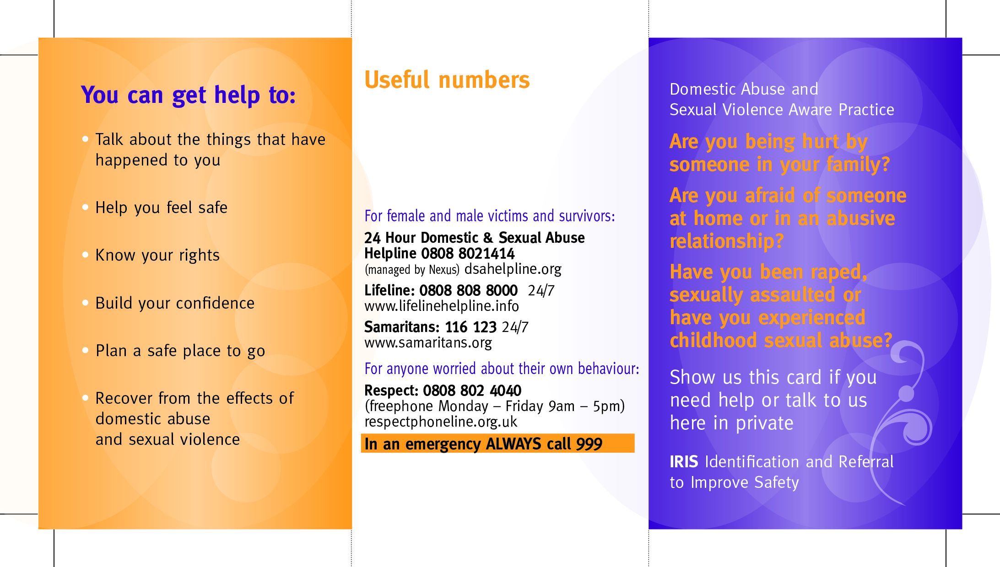 You can get help to:
• Talk about the things that have
happened to you
• Help you feel safe
• Know your rights
• Build your confidence
• Plan a safe place to go
• Recover from the effects of
domestic abuse
and sexual violence
Useful numbers
For female and male victims and survivors:
24 Hour Domestic & Sexual Abuse
Helpline 0808 8021414
(managed by Nexus) dsahelpline.org
Lifeline: 0808 808 8000 24/7
www.lifelinehelpline.info
Samaritans: 116 123 24/7
www.samaritans.org
For anyone worried about their own behaviour:
Respect: 0808 802 4040
(freephone Monday – Friday 9am – 5pm)
respectphoneline.org.uk
In an emergency ALWAYS call 999
Domestic Abuse and
Sexual Violence Aware Practice
Are you being hurt by
someone in your family?
Are you afraid of someone
at home or in an abusive
relationship?
Have you been raped,
sexually assaulted or
have you experienced
childhood sexual abuse?
Show us this card if you
need help or talk to us
here in private
IRIS Identification and Referral
to Improve Safety